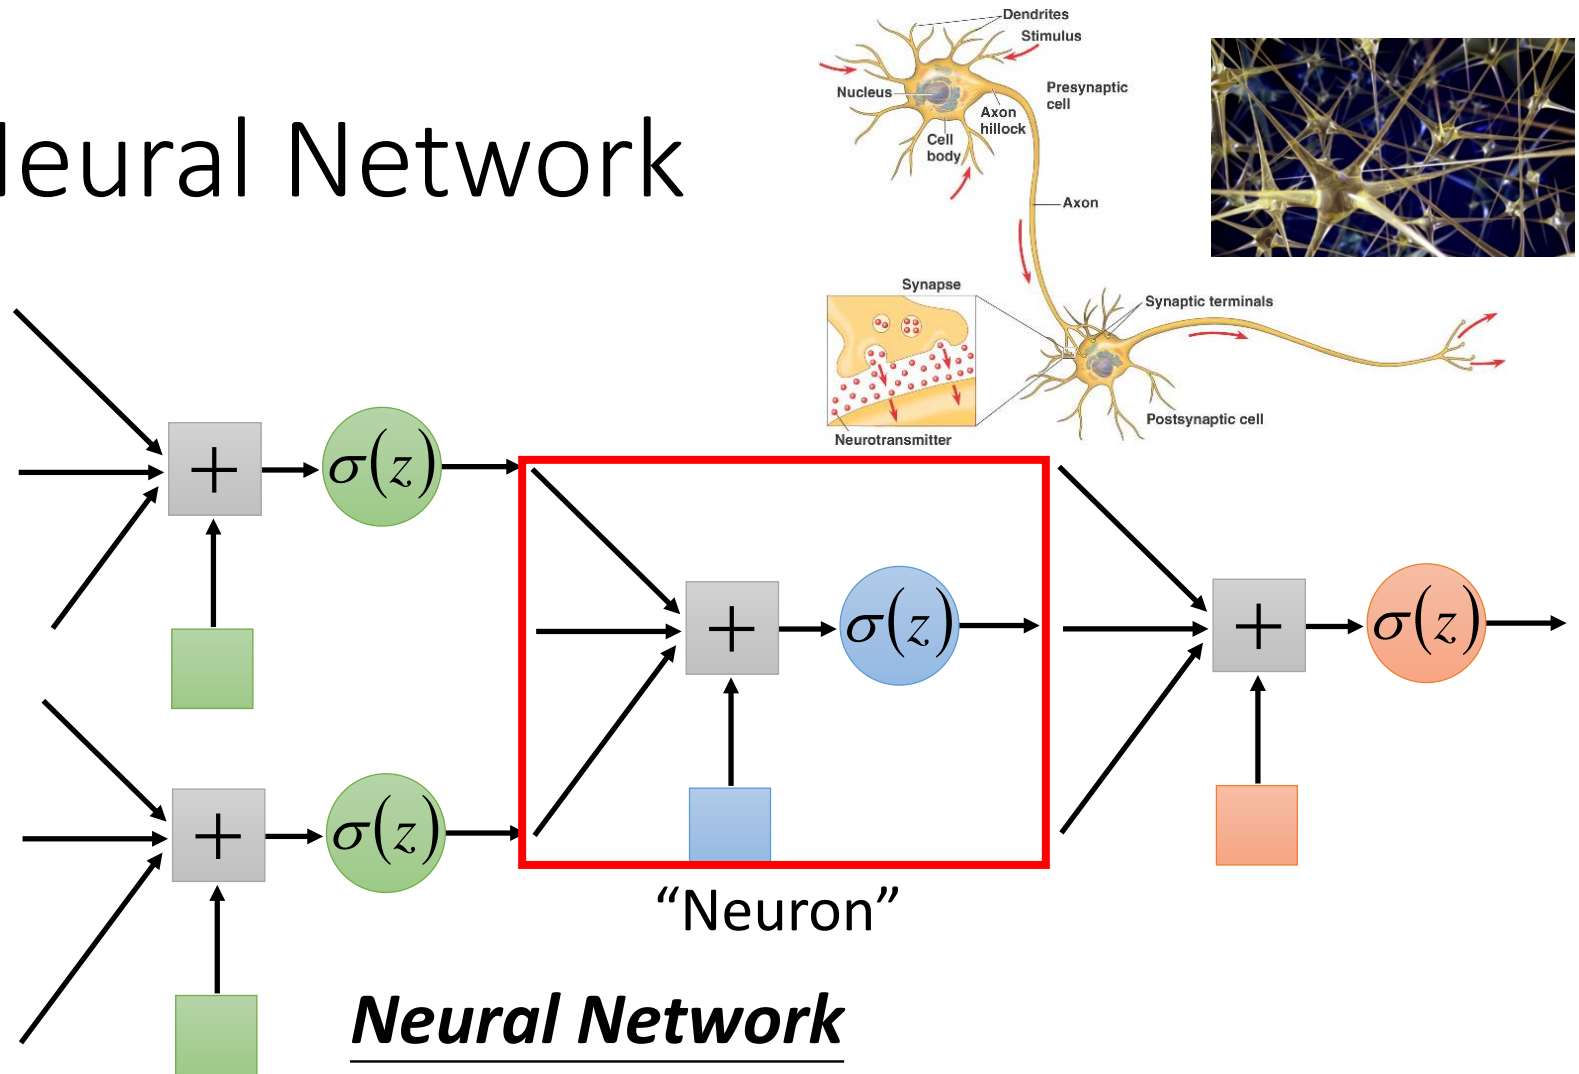 Neural Network
Dendrites
Stimulus
Nucleus
Presynaptic
cell
Axon
hillock
Cell
body
Axon
Synapse
Synaptic terminals
Postsynaptic cell
Neurotransmitter
+
σ(z)
+
σ(z)
+
σ(z)
+
σ(z)
“Neuron”
Neural Network